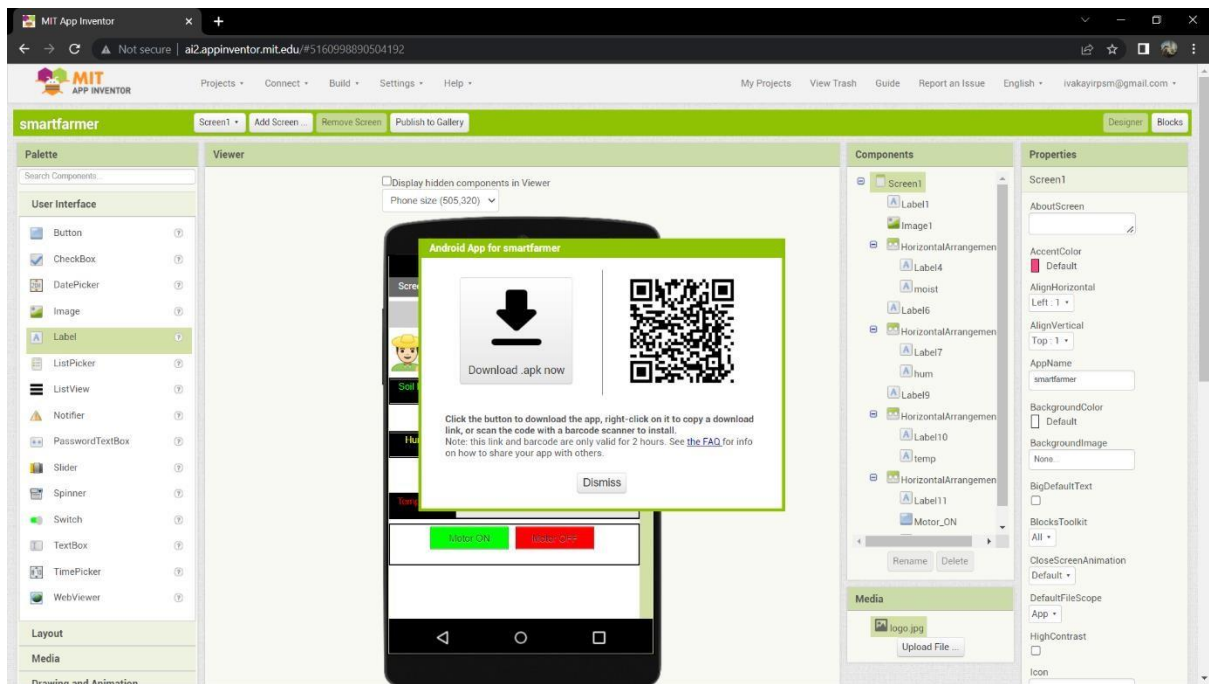 MIT App Inventor
Not secure | ai2.appinventor.mit.edu/#5160998890504192
MIT
APP INVENTOR
Projects Connect Build Settings Help My Projects View Trash Guide Report an Issue English ivakayirpsm@gmail.com
smartfarmer Screen1 Add Screen ... Remove Screen Publish to Gallery Designer Blocks
Palette
Search Components...
User Interface
Button
CheckBox
DatePicker
Image
Label
ListPicker
ListView
Notifier
PasswordTextBox
Slider
Spinner
Switch
TextBox
TimePicker
WebViewer
Layout
Media
Drawing and Animation
Viewer
Display hidden components in Viewer
Phone size (505,320)
Android App for smartfarmer
Download .apk now
Click the button to download the app, right-click on it to copy a download
link, or scan the code with a barcode scanner to install.
Note: this link and barcode are only valid for 2 hours. See the FAQ for info
on how to share your app with others.
Dismiss
Scre
Soil
Hu
Temp
Motor ON Motor OFF
Components
Screen1
Label1
Image1
HorizontalArrangemen
Label4
moist
Label6
HorizontalArrangemen
Label7
hum
Label9
HorizontalArrangemen
Label10
temp
HorizontalArrangemen
Label11
Motor_ON
Rename Delete
Media
logo.jpg
Upload File ...
Properties
Screen1
AboutScreen
AccentColor
Default
AlignHorizontal
Left : 1
AlignVertical
Top : 1
AppName
smartfarmer
BackgroundColor
Default
BackgroundImage
None...
BigDefaultText
BlocksToolkit
All
CloseScreenAnimation
Default
DefaultFileScope
App
HighContrast
Icon